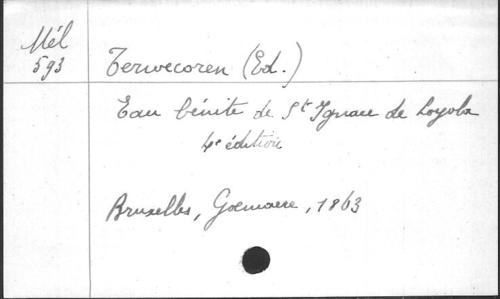 Mél
593
Terwecoren (Ed.)
Eau bénite de St Ignace de Loyola
4e édition
Bruxelles, Goemaere, 1863